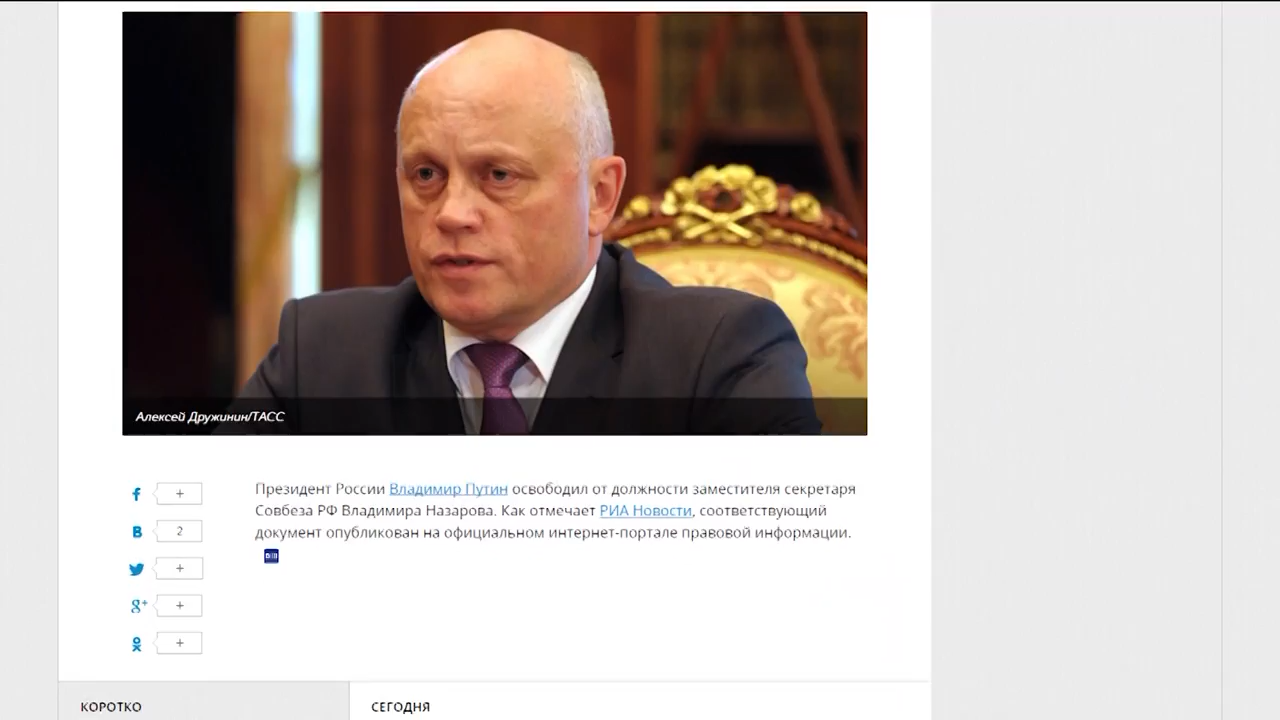 Алексей Дружинин/ТАСС
+
Президент России Владимир Путин освободил от должности заместителя секретаря
Совбеза РФ Владимира Назарова. Как отмечает РИА Новости, соответствующий
документ опубликован на официальном интернет-портале правовой информации.
2
+
+
+
КОРОТКО
СЕГОДНЯ